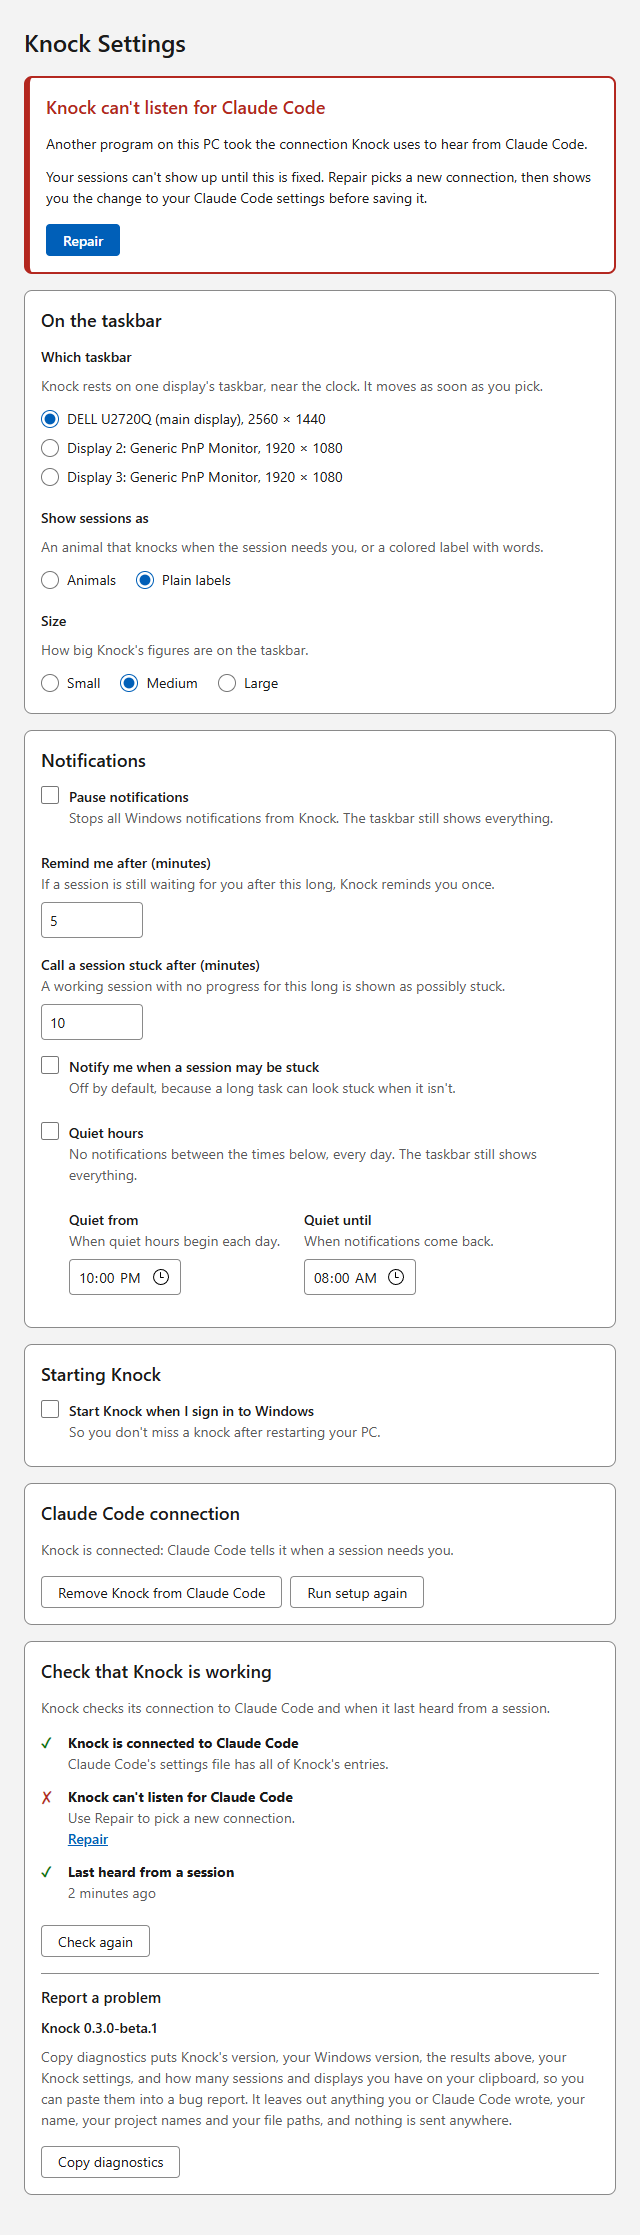 Knock Settings
Knock can't listen for Claude Code
Another program on this PC took the connection Knock uses to hear from Claude Code.
Your sessions can't show up until this is fixed. Repair picks a new connection, then shows
you the change to your Claude Code settings before saving it.
Repair
On the taskbar
Which taskbar
Knock rests on one display's taskbar, near the clock. It moves as soon as you pick.
DELL U2720Q (main display), 2560 × 1440
Display 2: Generic PnP Monitor, 1920 × 1080
Display 3: Generic PnP Monitor, 1920 × 1080
Show sessions as
An animal that knocks when the session needs you, or a colored label with words.
Animals Plain labels
Size
How big Knock's figures are on the taskbar.
Small Medium Large
Notifications
Pause notifications
Stops all Windows notifications from Knock. The taskbar still shows everything.
Remind me after (minutes)
If a session is still waiting for you after this long, Knock reminds you once.
5
Call a session stuck after (minutes)
A working session with no progress for this long is shown as possibly stuck.
10
Notify me when a session may be stuck
Off by default, because a long task can look stuck when it isn't.
Quiet hours
No notifications between the times below, every day. The taskbar still shows
everything.
Quiet from Quiet until
When quiet hours begin each day. When notifications come back.
10:00 PM 08:00 AM
Starting Knock
Start Knock when I sign in to Windows
So you don't miss a knock after restarting your PC.
Claude Code connection
Knock is connected: Claude Code tells it when a session needs you.
Remove Knock from Claude Code Run setup again
Check that Knock is working
Knock checks its connection to Claude Code and when it last heard from a session.
✓ Knock is connected to Claude Code
Claude Code's settings file has all of Knock's entries.
✗ Knock can't listen for Claude Code
Use Repair to pick a new connection.
Repair
✓ Last heard from a session
2 minutes ago
Check again
Report a problem
Knock 0.3.0-beta.1
Copy diagnostics puts Knock's version, your Windows version, the results above, your
Knock settings, and how many sessions and displays you have on your clipboard, so you
can paste them into a bug report. It leaves out anything you or Claude Code wrote, your
name, your project names and your file paths, and nothing is sent anywhere.
Copy diagnostics